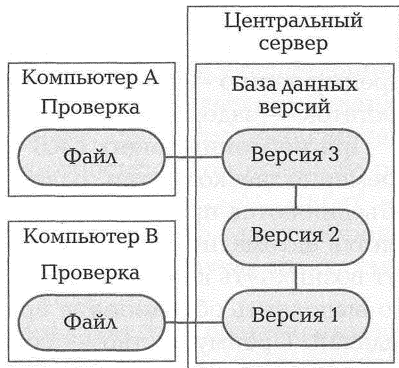 Центральный
сервер
Компьютер A
Проверка
Файл
База данных
версий
Версия 3
Версия 2
Версия 1
Компьютер B
Проверка
Файл